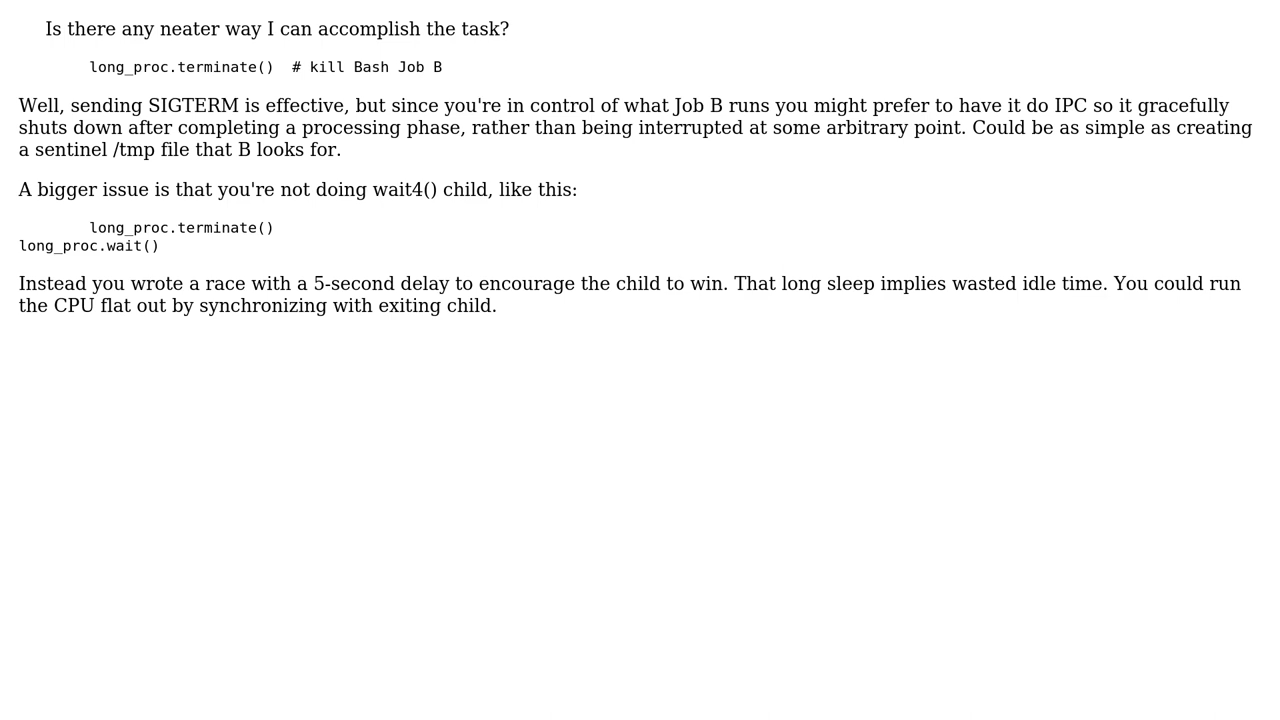 Is there any neater way I can accomplish the task?
long_proc.terminate()  # kill Bash Job B
Well, sending SIGTERM is effective, but since you're in control of what Job B runs you might prefer to have it do IPC so it gracefully
shuts down after completing a processing phase, rather than being interrupted at some arbitrary point. Could be as simple as creating
a sentinel /tmp file that B looks for.
A bigger issue is that you're not doing wait4() child, like this:
long_proc.terminate()
long_proc.wait()
Instead you wrote a race with a 5-second delay to encourage the child to win. That long sleep implies wasted idle time. You could run
the CPU flat out by synchronizing with exiting child.